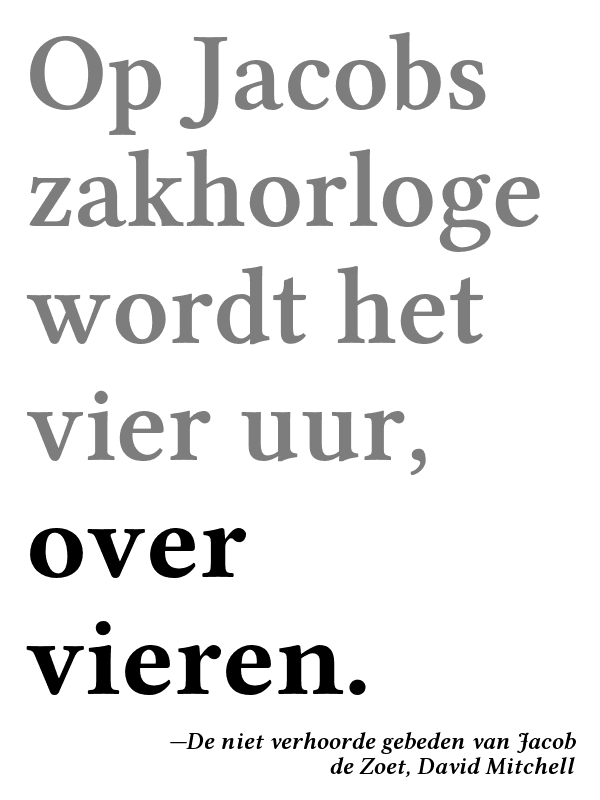 Op Jacobs
zakhorloge
wordt het
vier uur,
over
vieren.
—De niet verhoorde gebeden van Jacob
de Zoet, David Mitchell